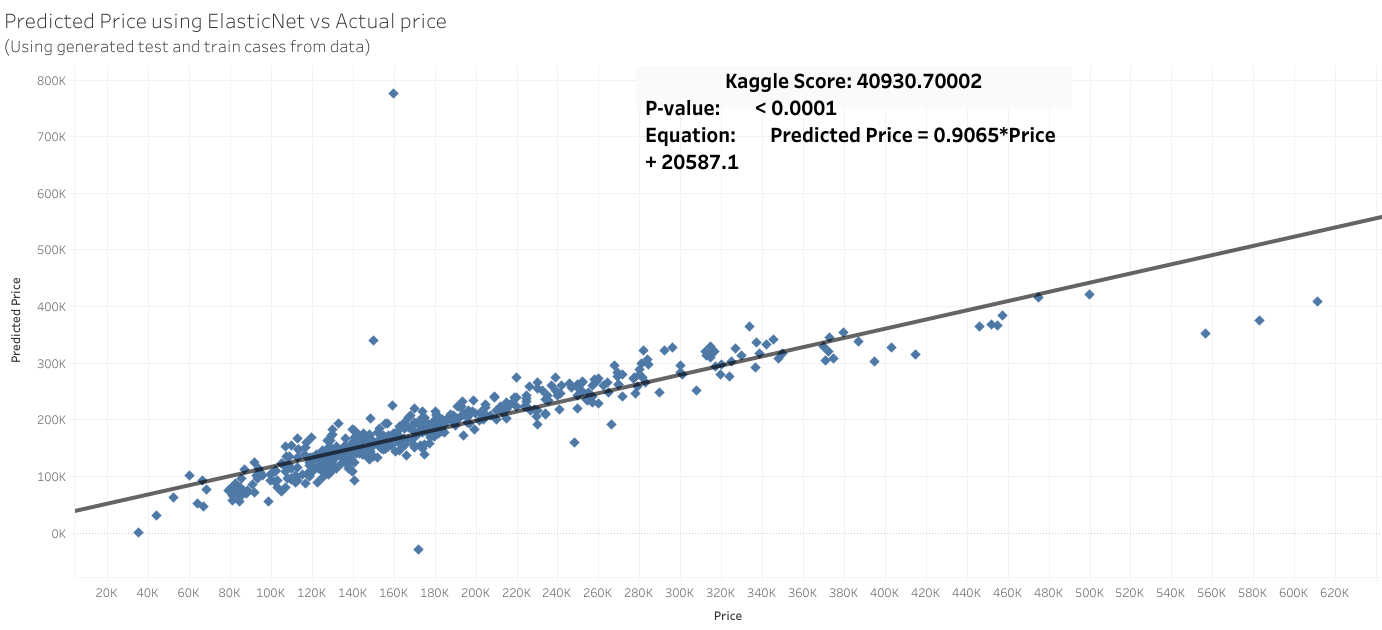 Predicted Price using ElasticNet vs Actual price
(Using generated test and train cases from data)
Kaggle Score: 40930.70002
P-value: < 0.0001
Equation: Predicted Price = 0.9065*Price
+ 20587.1
800K
700K
600K
500K
400K
300K
200K
100K
0K
Predicted Price
20K 40K 60K 80K 100K 120K 140K 160K 180K 200K 220K 240K 260K 280K 300K 320K 340K 360K 380K 400K 420K 440K 460K 480K 500K 520K 540K 560K 580K 600K 620K
Price